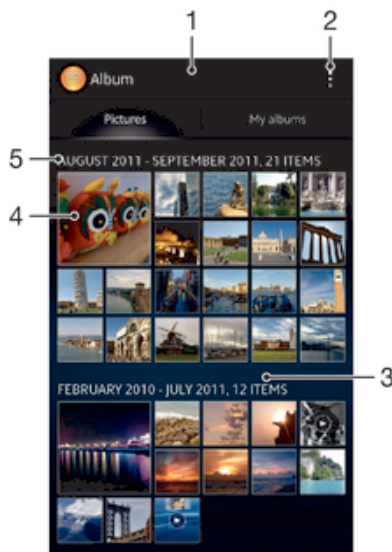 1 2
Album
Pictures My albums
5
AUGUST 2011 - SEPTEMBER 2011, 21 ITEMS
4
3
FEBRUARY 2010 - JULY 2011, 12 ITEMS